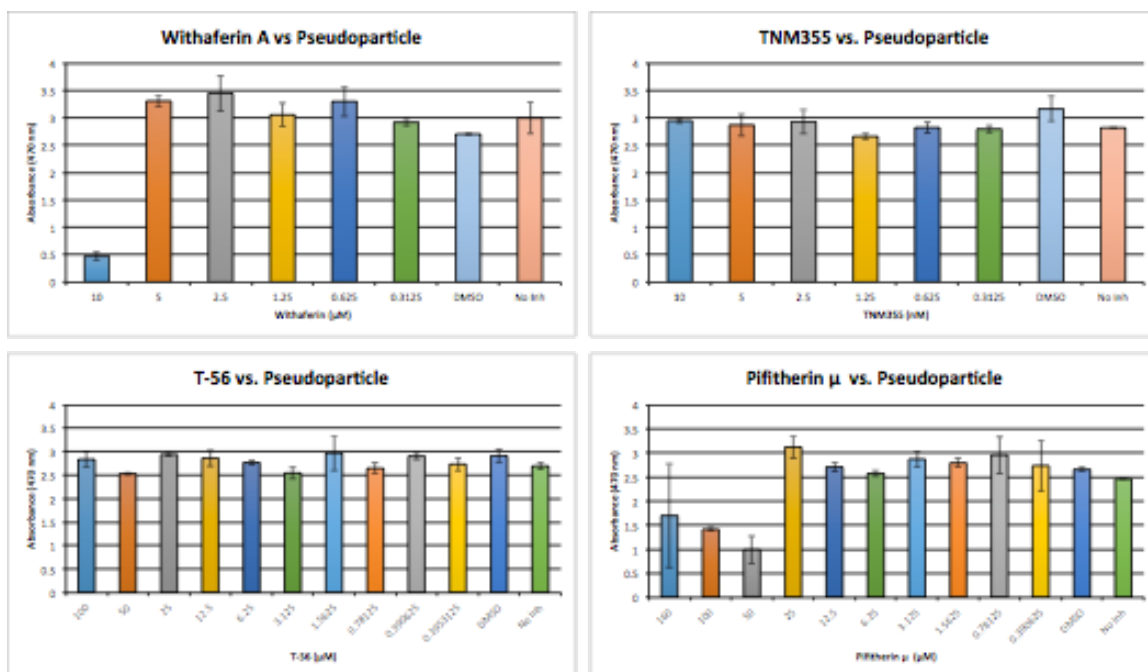 Withaferin A vs Pseudoparticle
Absorbance (470 nm)
4
3.5
3
2.5
2
1.5
1
0.5
0
10 5 2.5 1.25 0.625 0.3125 DMSO No Inh
Withaferin (μM)
TNM355 vs. Pseudoparticle
Absorbance (470 nm)
4
3.5
3
2.5
2
1.5
1
0.5
0
10 5 2.5 1.25 0.625 0.3125 DMSO No Inh
TNM355 (nM)
T-56 vs. Pseudoparticle
Absorbance
4
3.5
3
2.5
2
1.5
1
0.5
0
100 50 25 12.5 6.25 3.125 1.5625 0.78125 0.390625 DMSO No Inh
T-56 (μM)
Pifitherin μ vs. Pseudoparticle
Absorbance
4
3.5
3
2.5
2
1.5
1
0.5
0
100 50 25 12.5 6.25 3.125 1.5625 0.78125 0.390625 DMSO No Inh
Pifitherin μ (μM)